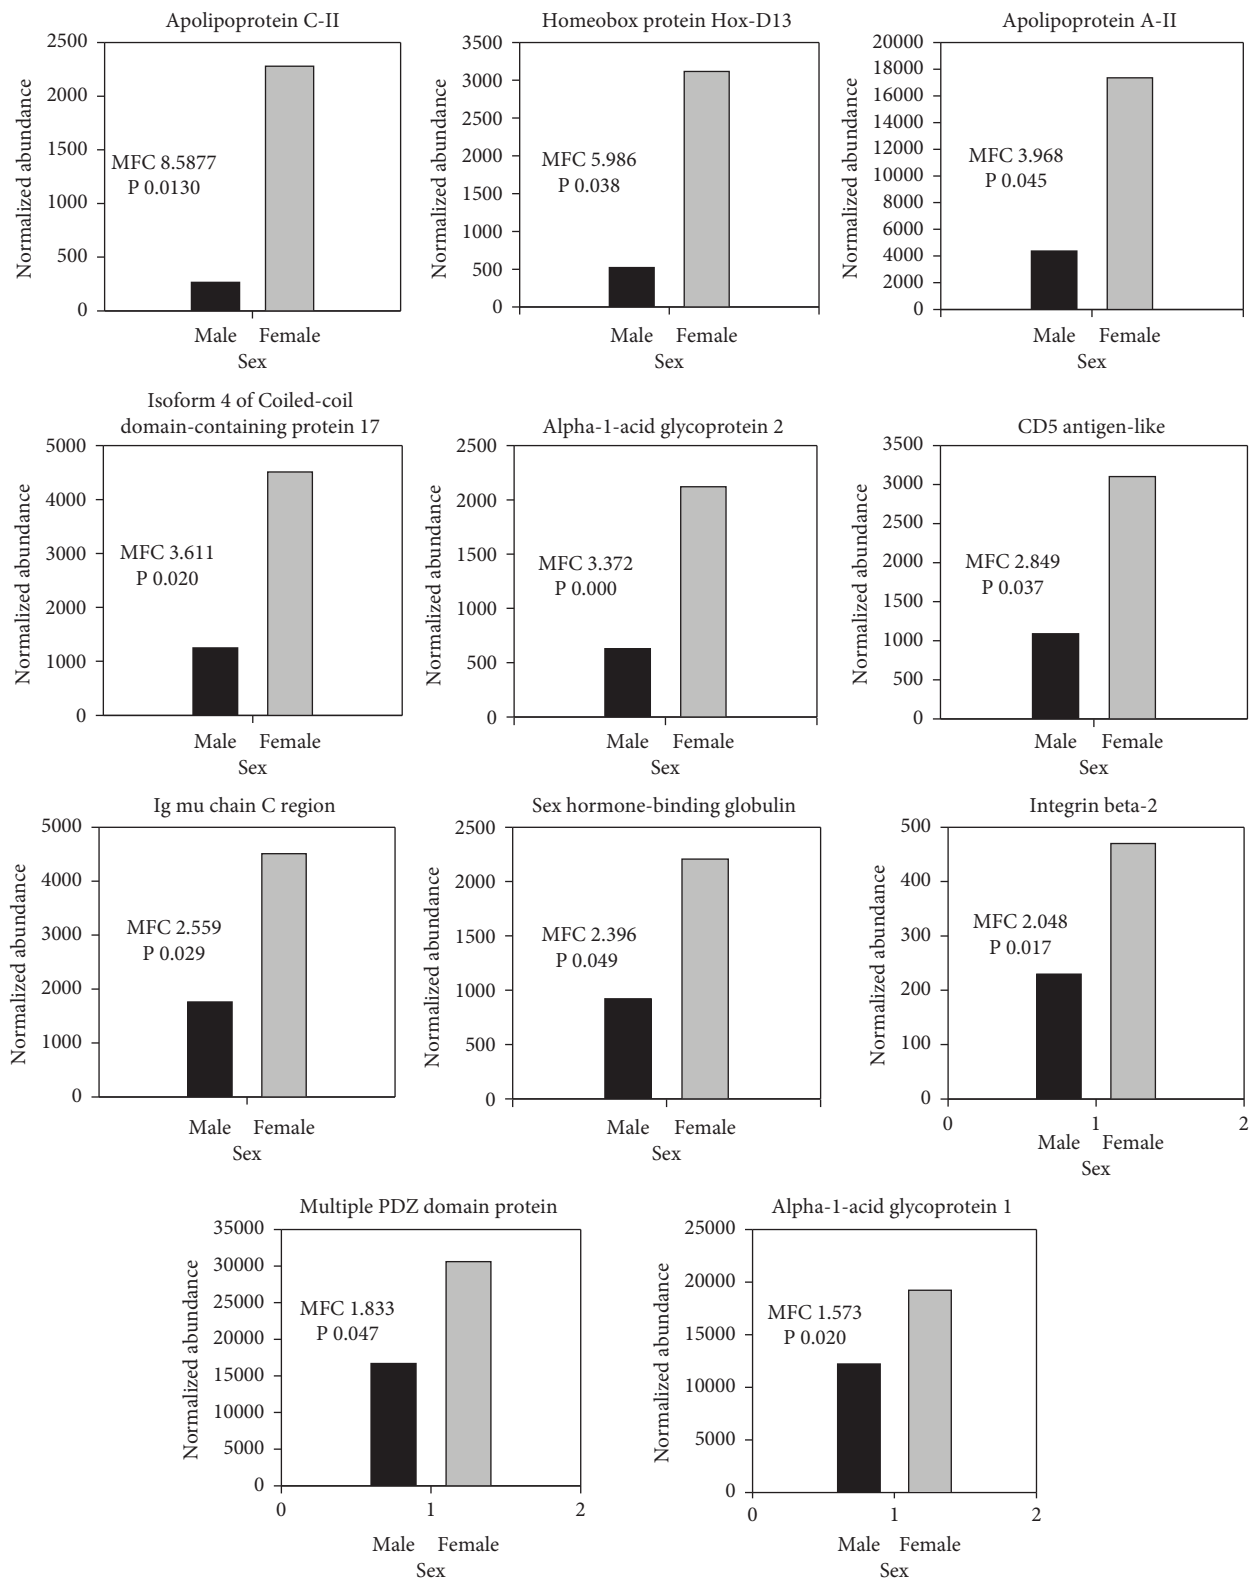 Apolipoprotein C-II
Normalized abundance
2500
2000
1500
1000
500
0
MFC 8.5877
P 0.0130
Male Female
Sex
Homeobox protein Hox-D13
Normalized abundance
3500
3000
2500
2000
1500
1000
500
0
MFC 5.986
P 0.038
Male Female
Sex
Apolipoprotein A-II
Normalized abundance
20000
18000
16000
14000
12000
10000
8000
6000
4000
2000
0
MFC 3.968
P 0.045
Male Female
Sex
Isoform 4 of Coiled-coil
domain-containing protein 17
Normalized abundance
5000
4000
3000
2000
1000
0
MFC 3.611
P 0.020
Male Female
Sex
Alpha-1-acid glycoprotein 2
Normalized abundance
2500
2000
1500
1000
500
0
MFC 3.372
P 0.000
Male Female
Sex
CD5 antigen-like
Normalized abundance
3500
3000
2500
2000
1500
1000
500
0
MFC 2.849
P 0.037
Male Female
Sex
Ig mu chain C region
Normalized abundance
5000
4000
3000
2000
1000
0
MFC 2.559
P 0.029
Male Female
Sex
Sex hormone-binding globulin
Normalized abundance
2500
2000
1500
1000
500
0
MFC 2.396
P 0.049
Male Female
Sex
Integrin beta-2
Normalized abundance
500
400
300
200
100
0
MFC 2.048
P 0.017
0 1 2
Male Female
Sex
Multiple PDZ domain protein
Normalized abundance
35000
30000
25000
20000
15000
10000
5000
0
MFC 1.833
P 0.047
0 1 2
Male Female
Sex
Alpha-1-acid glycoprotein 1
Normalized abundance
25000
20000
15000
10000
5000
0
MFC 1.573
P 0.020
0 1 2
Male Female
Sex